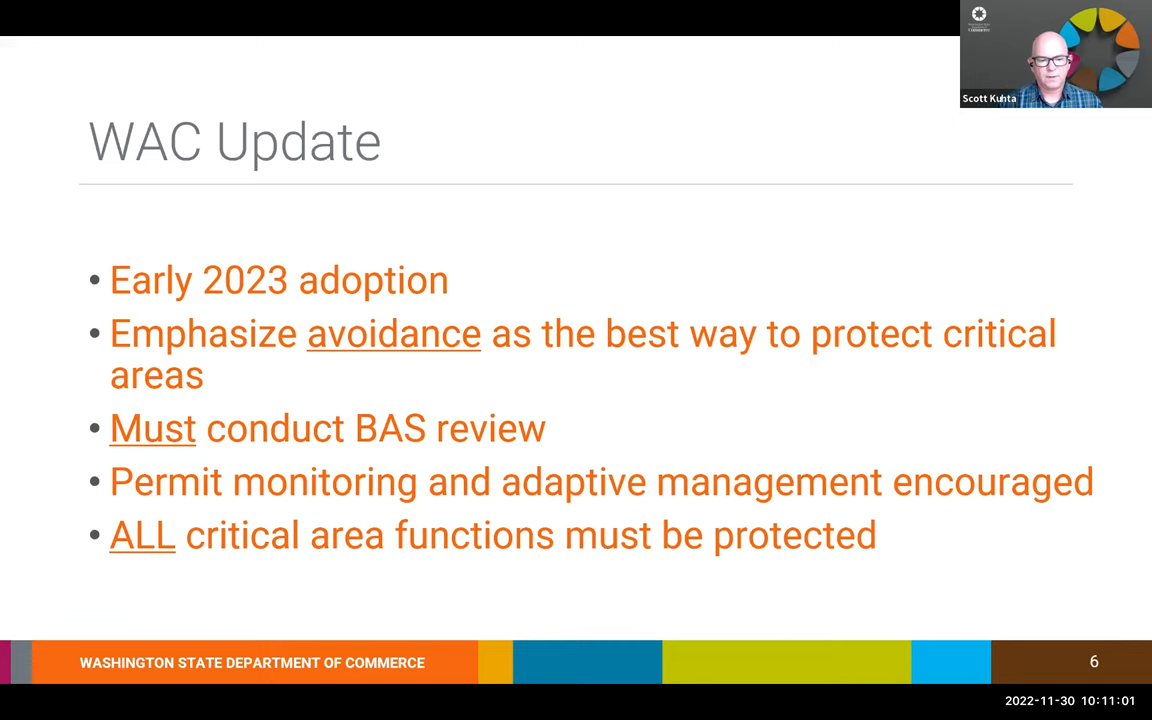 Scott Kuhta
WAC Update
• Early 2023 adoption
• Emphasize avoidance as the best way to protect critical
areas
• Must conduct BAS review
• Permit monitoring and adaptive management encouraged
• ALL critical area functions must be protected
WASHINGTON STATE DEPARTMENT OF COMMERCE
6
2022-11-30 10:11:01